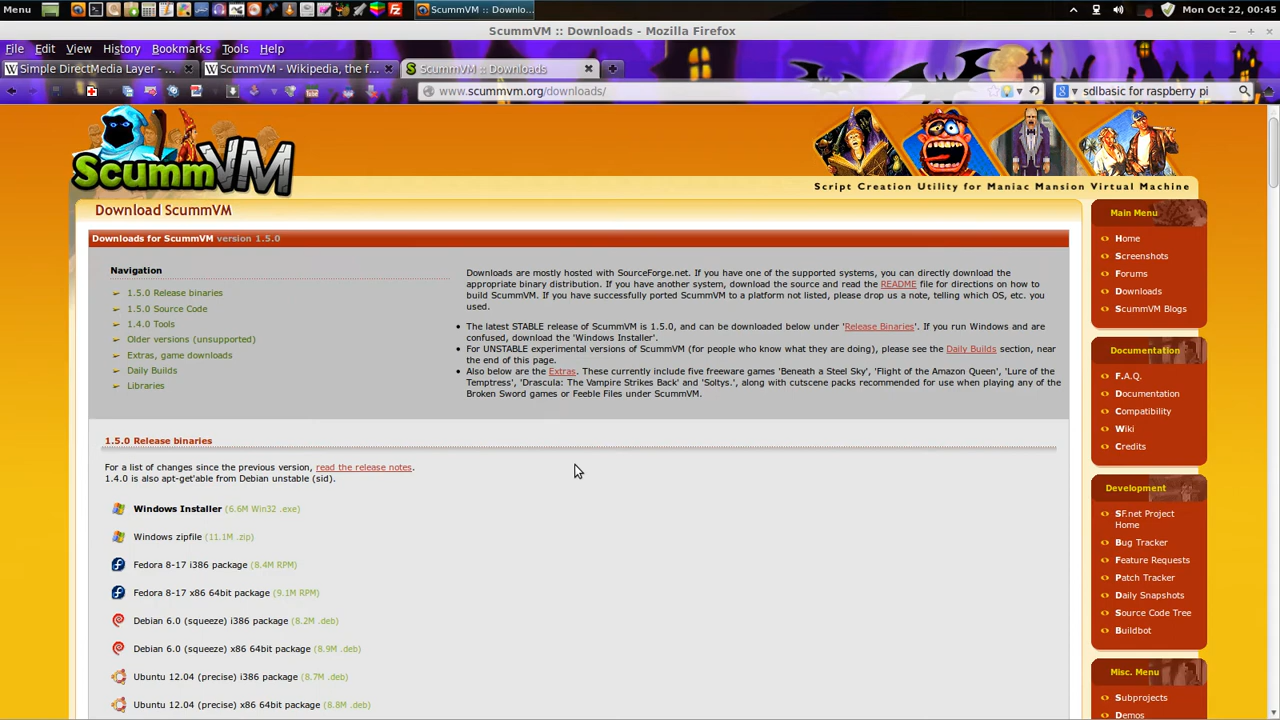 Menu
ScummVM :: Downlo...
Mon Oct 22, 00:45
ScummVM :: Downloads - Mozilla Firefox
File Edit View History Bookmarks Tools Help
Simple DirectMedia Layer - ...
ScummVM - Wikipedia, the f...
ScummVM :: Downloads
www.scummvm.org/downloads/
sdlbasic for raspberry pi
ScummVM
Script Creation Utility for Maniac Mansion Virtual Machine
Download ScummVM
Downloads for ScummVM version 1.5.0
Navigation
1.5.0 Release binaries
1.5.0 Source Code
1.4.0 Tools
Older versions (unsupported)
Extras, game downloads
Daily Builds
Libraries
Downloads are mostly hosted with SourceForge.net. If you have one of the supported systems, you can directly download the
appropriate binary distribution. If you have another system, download the source and read the README file for directions on how to
build ScummVM. If you have successfully ported ScummVM to a platform not listed, please drop us a note, telling which OS, etc. you
used.
The latest STABLE release of ScummVM is 1.5.0, and can be downloaded below under 'Release Binaries'. If you run Windows and are
confused, download the 'Windows Installer'.
For UNSTABLE experimental versions of ScummVM (for people who know what they are doing), please see the Daily Builds section, near
the end of this page.
Also below are the Extras. These currently include five freeware games 'Beneath a Steel Sky', 'Flight of the Amazon Queen', 'Lure of the
Temptress', 'Drascula: The Vampire Strikes Back' and 'Soltys.', along with cutscene packs recommended for use when playing any of the
Broken Sword games or Feeble Files under ScummVM.
1.5.0 Release binaries
For a list of changes since the previous version, read the release notes.
1.4.0 is also apt-get'able from Debian unstable (sid).
Windows Installer (6.6M Win32 .exe)
Windows zipfile (11.1M .zip)
Fedora 8-17 i386 package (8.4M RPM)
Fedora 8-17 x86 64bit package (9.1M RPM)
Debian 6.0 (squeeze) i386 package (8.2M .deb)
Debian 6.0 (squeeze) x86 64bit package (8.9M .deb)
Ubuntu 12.04 (precise) i386 package (8.7M .deb)
Ubuntu 12.04 (precise) x86 64bit package (8.8M .deb)
Main Menu
Home
Screenshots
Forums
Downloads
ScummVM Blogs
Documentation
F.A.Q.
Documentation
Compatibility
Wiki
Credits
Development
SF.net Project
Home
Bug Tracker
Feature Requests
Patch Tracker
Daily Snapshots
Source Code Tree
Buildbot
Misc. Menu
Subprojects
Demos